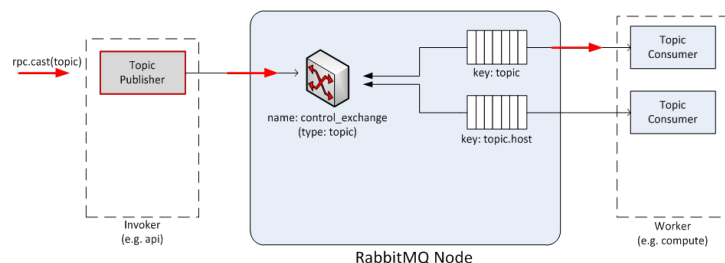 rpc.cast(topic)
Topic
Publisher
name: control_exchange
(type: topic)
key: topic
key: topic.host
Topic
Consumer
Topic
Consumer
Invoker
(e.g. api)
Worker
(e.g. compute)
RabbitMQ Node